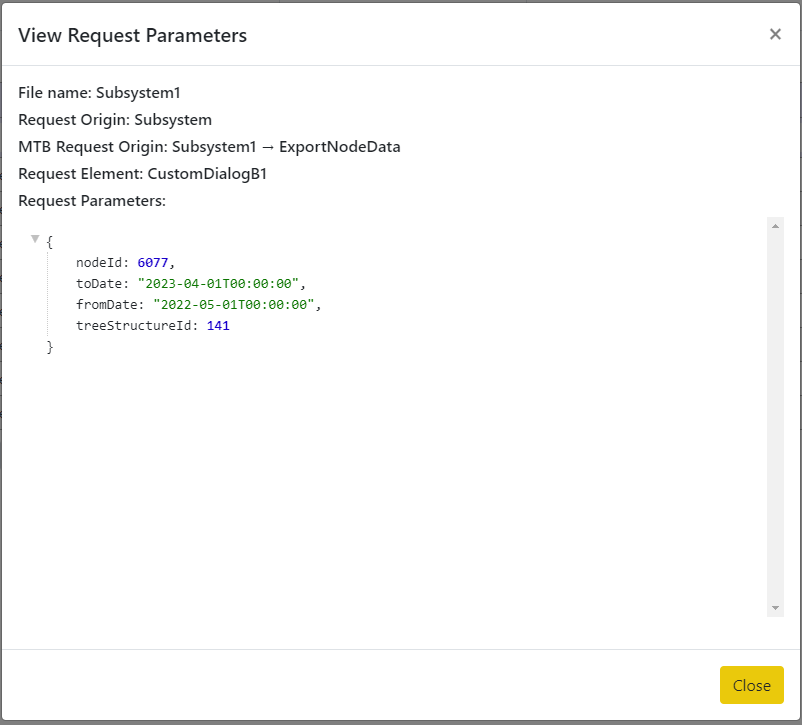 View Request Parameters
×
File name: Subsystem1
Request Origin: Subsystem
MTB Request Origin: Subsystem1 → ExportNodeData
Request Element: CustomDialogB1
Request Parameters:
{
nodeId: 6077,
toDate: "2023-04-01T00:00:00",
fromDate: "2022-05-01T00:00:00",
treeStructureId: 141
}
Close